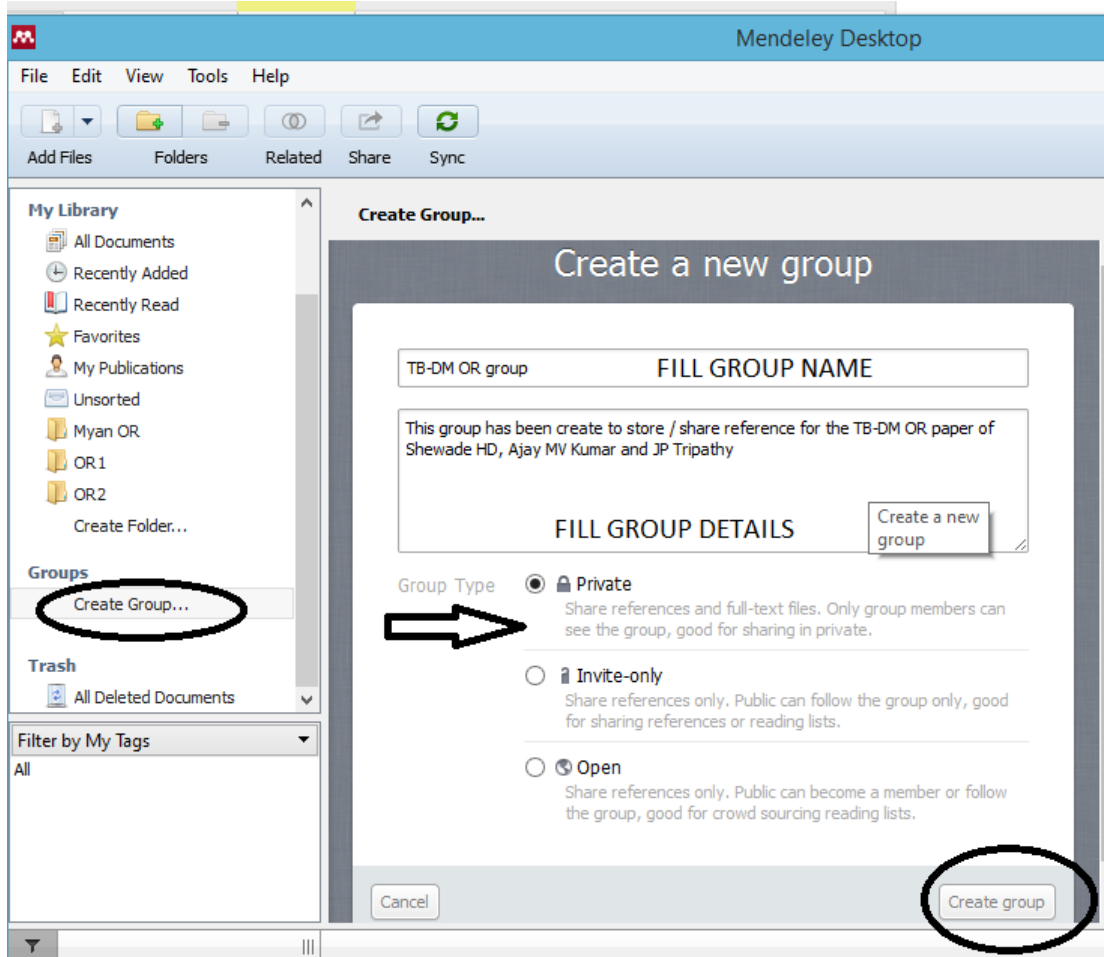 Mendeley Desktop
File Edit View Tools Help
Add Files Folders Related Share Sync
My Library
All Documents
Recently Added
Recently Read
Favorites
My Publications
Unsorted
Myan OR
OR1
OR2
Create Folder...
Groups
Create Group...
Trash
All Deleted Documents
Filter by My Tags
All
Create Group...
Create a new group
TB-DM OR group FILL GROUP NAME
This group has been create to store / share reference for the TB-DM OR paper of
Shewade HD, Ajay MV Kumar and JP Tripathy
FILL GROUP DETAILS
Create a new
group
Group Type Private
Share references and full-text files. Only group members can
see the group, good for sharing in private.
Invite-only
Share references only. Public can follow the group only, good
for sharing references or reading lists.
Open
Share references only. Public can become a member or follow
the group, good for crowd sourcing reading lists.
Cancel Create group